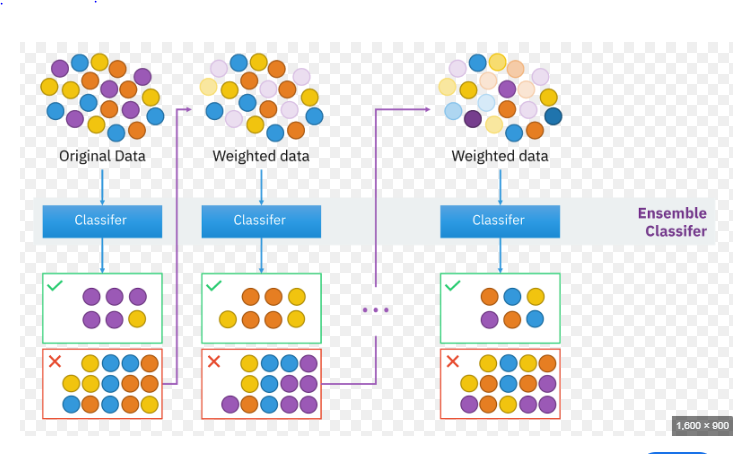 Original Data
Weighted data
Weighted data
Classifer
Classifer
Classifer
Ensemble
Classifer
1,600 × 900